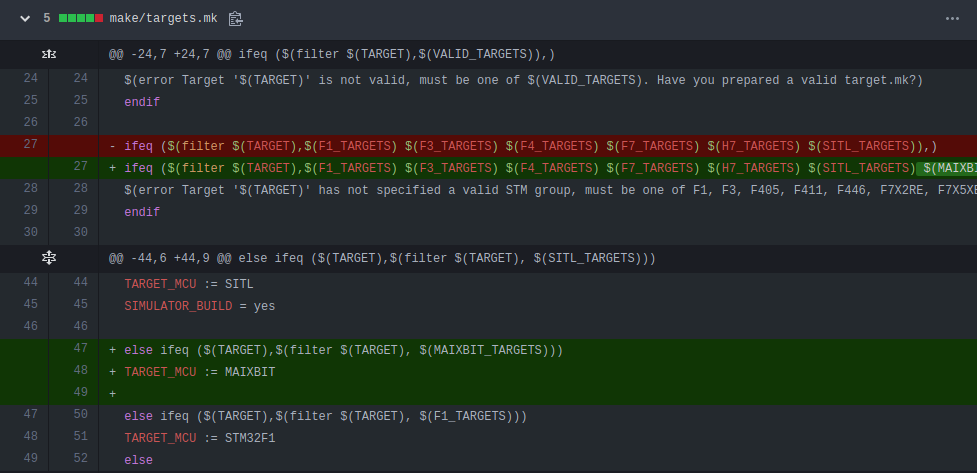 5 make/targets.mk ...
@@ -24,7 +24,7 @@ ifeq ($(filter $(TARGET),$(VALID_TARGETS)),)
24 24 $(error Target '$(TARGET)' is not valid, must be one of $(VALID_TARGETS). Have you prepared a valid target.mk?)
25 25 endif
26 26
27 - ifeq ($(filter $(TARGET),$(F1_TARGETS) $(F3_TARGETS) $(F4_TARGETS) $(F7_TARGETS) $(H7_TARGETS) $(SITL_TARGETS)),)
27 + ifeq ($(filter $(TARGET),$(F1_TARGETS) $(F3_TARGETS) $(F4_TARGETS) $(F7_TARGETS) $(H7_TARGETS) $(SITL_TARGETS) $(MAIXBI
28 28 $(error Target '$(TARGET)' has not specified a valid STM group, must be one of F1, F3, F405, F411, F446, F7X2RE, F7X5XE
29 29 endif
30 30
@@ -44,6 +44,9 @@ else ifeq ($(TARGET),$(filter $(TARGET), $(SITL_TARGETS)))
44 44 TARGET_MCU := SITL
45 45 SIMULATOR_BUILD = yes
46 46
47 + else ifeq ($(TARGET),$(filter $(TARGET), $(MAIXBIT_TARGETS)))
48 + TARGET_MCU := MAIXBIT
49 +
47 50 else ifeq ($(TARGET),$(filter $(TARGET), $(F1_TARGETS)))
48 51 TARGET_MCU := STM32F1
49 52 else